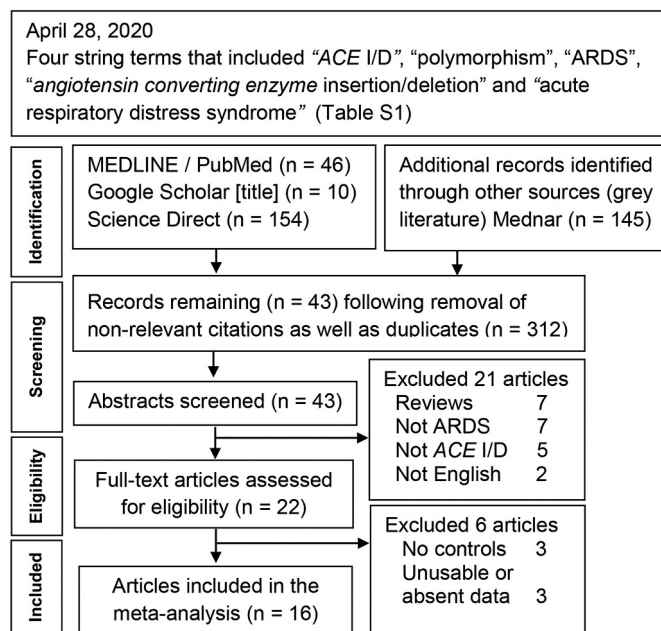 April 28, 2020
Four string terms that included “ACE I/D”, “polymorphism”, “ARDS”,
“angiotensin converting enzyme insertion/deletion” and “acute
respiratory distress syndrome” (Table S1)
Identification
MEDLINE / PubMed (n = 46)
Google Scholar [title] (n = 10)
Science Direct (n = 154)
Additional records identified
through other sources (grey
literature) Mednar (n = 145)
Screening
Records remaining (n = 43) following removal of
non-relevant citations as well as duplicates (n = 312)
Abstracts screened (n = 43)
Excluded 21 articles
Reviews 7
Not ARDS 7
Not ACE I/D 5
Not English 2
Eligibility
Full-text articles assessed
for eligibility (n = 22)
Excluded 6 articles
No controls 3
Unusable or
absent data 3
Included
Articles included in the
meta-analysis (n = 16)